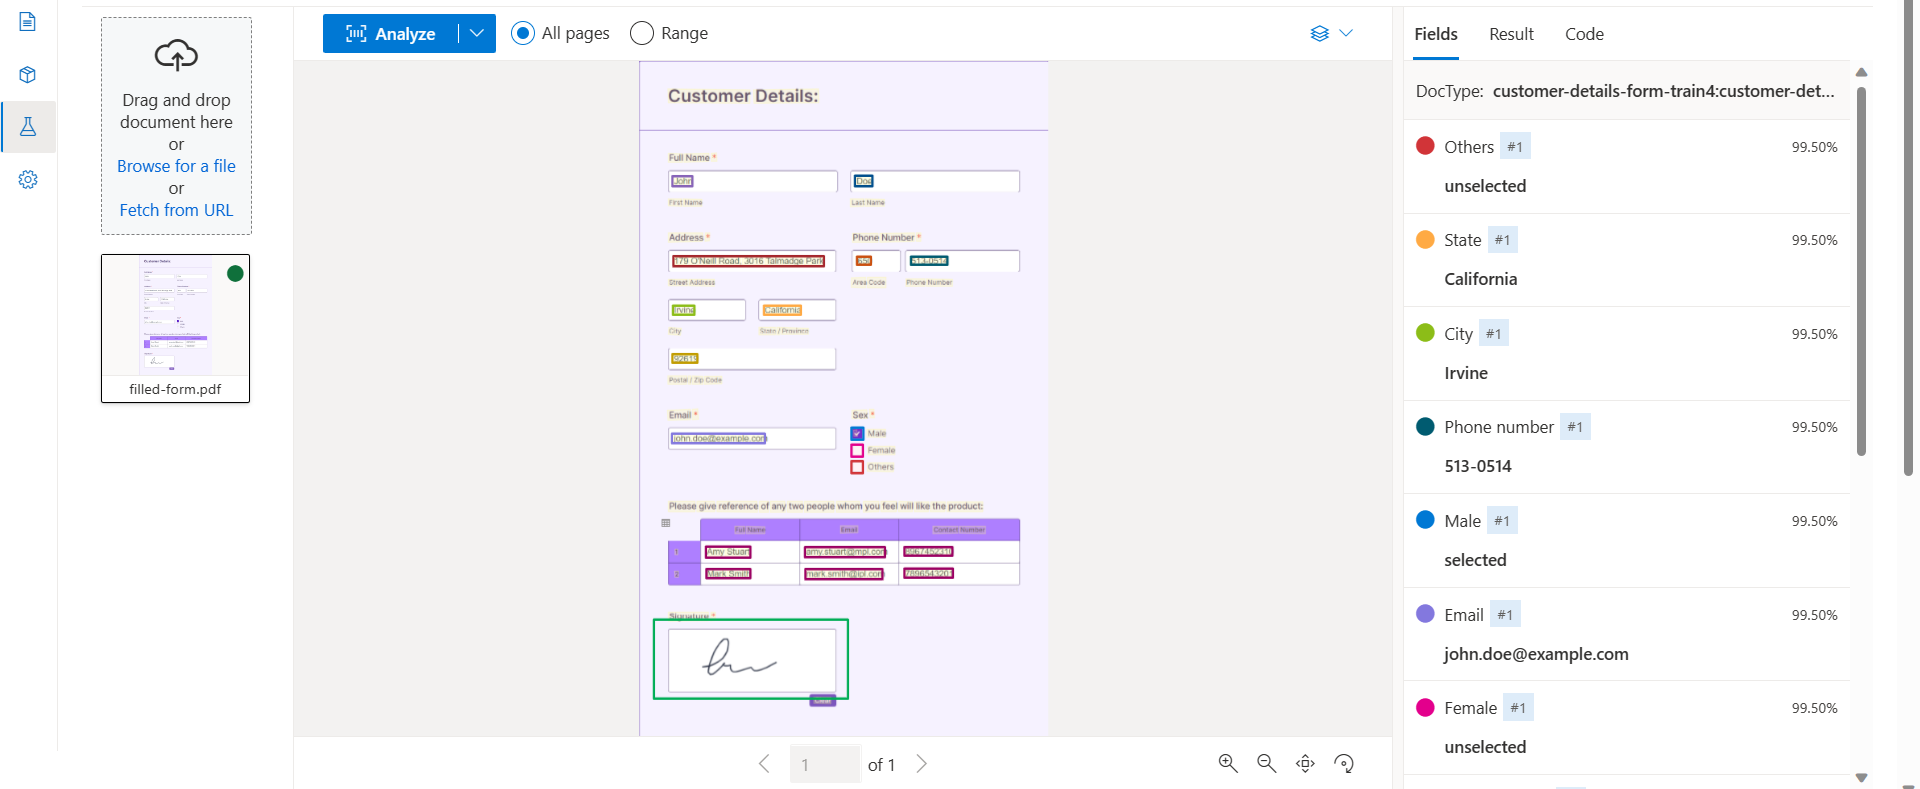 Drag and drop
document here
or
Browse for a file
or
Fetch from URL
filled-form.pdf
Analyze
All pages
Range
Customer Details:
Full Name *
John
Doe
First Name
Last Name
Address *
Phone Number *
179 O'Neill Road, 3016 Talmadge Park
513-0514
Street Address
Area Code
Phone Number
Irvine
California
City
State / Province
Postal / Zip Code
Email *
Sex *
john.doe@example.com
Male
Female
Others
Please give reference of any two people whom you feel will like the product:
Full Name
Email
Contact Number
1
Amy Stuart
amy.stuart@mpl.com
2
Mark Smith
mark.smith@ipl.com
Signature *
Clear
1 of 1
Fields
Result
Code
DocType: customer-details-form-train4:customer-det...
Others #1 99.50%
unselected
State #1 99.50%
California
City #1 99.50%
Irvine
Phone number #1 99.50%
513-0514
Male #1 99.50%
selected
Email #1 99.50%
john.doe@example.com
Female #1 99.50%
unselected